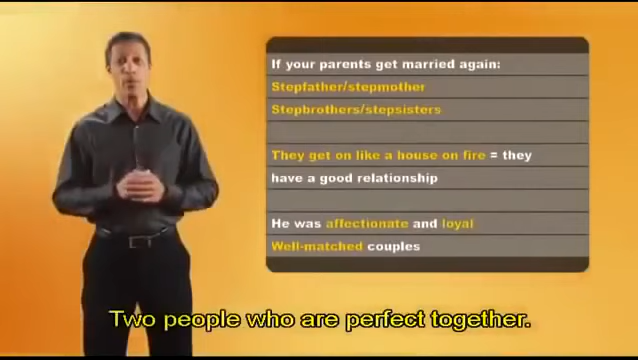 If your parents get married again:
Stepfather/stepmother
Stepbrothers/stepsisters
They get on like a house on fire = they
have a good relationship
He was affectionate and loyal
Well-matched couples
Two people who are perfect together.